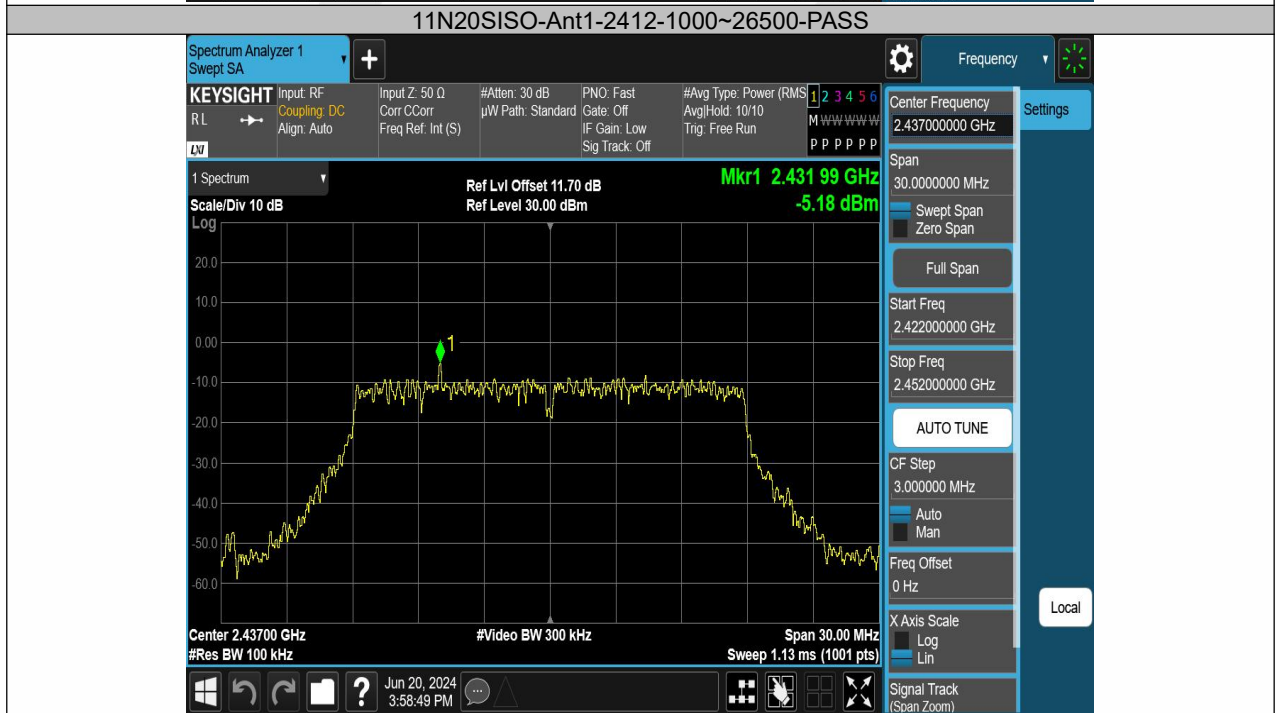 11N20SISO-Ant1-2412-1000~26500-PASS
Spectrum Analyzer 1
Swept SA
+
Frequency
KEYSIGHT
RL
LXI
Input: RF
Coupling: DC
Align: Auto
Input Z: 50 Ω
Corr CCorr
Freq Ref: Int (S)
#Atten: 30 dB
µW Path: Standard
PNO: Fast
Gate: Off
IF Gain: Low
Sig Track: Off
#Avg Type: Power (RMS
Avg|Hold: 10/10
Trig: Free Run
1 2 3 4 5 6
M W W W W W
P P P P P P
1 Spectrum
Scale/Div 10 dB
Log
Ref Lvl Offset 11.70 dB
Ref Level 30.00 dBm
Mkr1 2.431 99 GHz
-5.18 dBm
20.0
10.0
0.00
-10.0
-20.0
-30.0
-40.0
-50.0
-60.0
1
Center 2.43700 GHz
#Res BW 100 kHz
#Video BW 300 kHz
Span 30.00 MHz
Sweep 1.13 ms (1001 pts)
Center Frequency
2.437000000 GHz
Settings
Span
30.0000000 MHz
Swept Span
Zero Span
Full Span
Start Freq
2.422000000 GHz
Stop Freq
2.452000000 GHz
AUTO TUNE
CF Step
3.000000 MHz
Auto
Man
Freq Offset
0 Hz
X Axis Scale
Log
Lin
Local
Signal Track
(Span Zoom)
?
Jun 20, 2024
3:58:49 PM